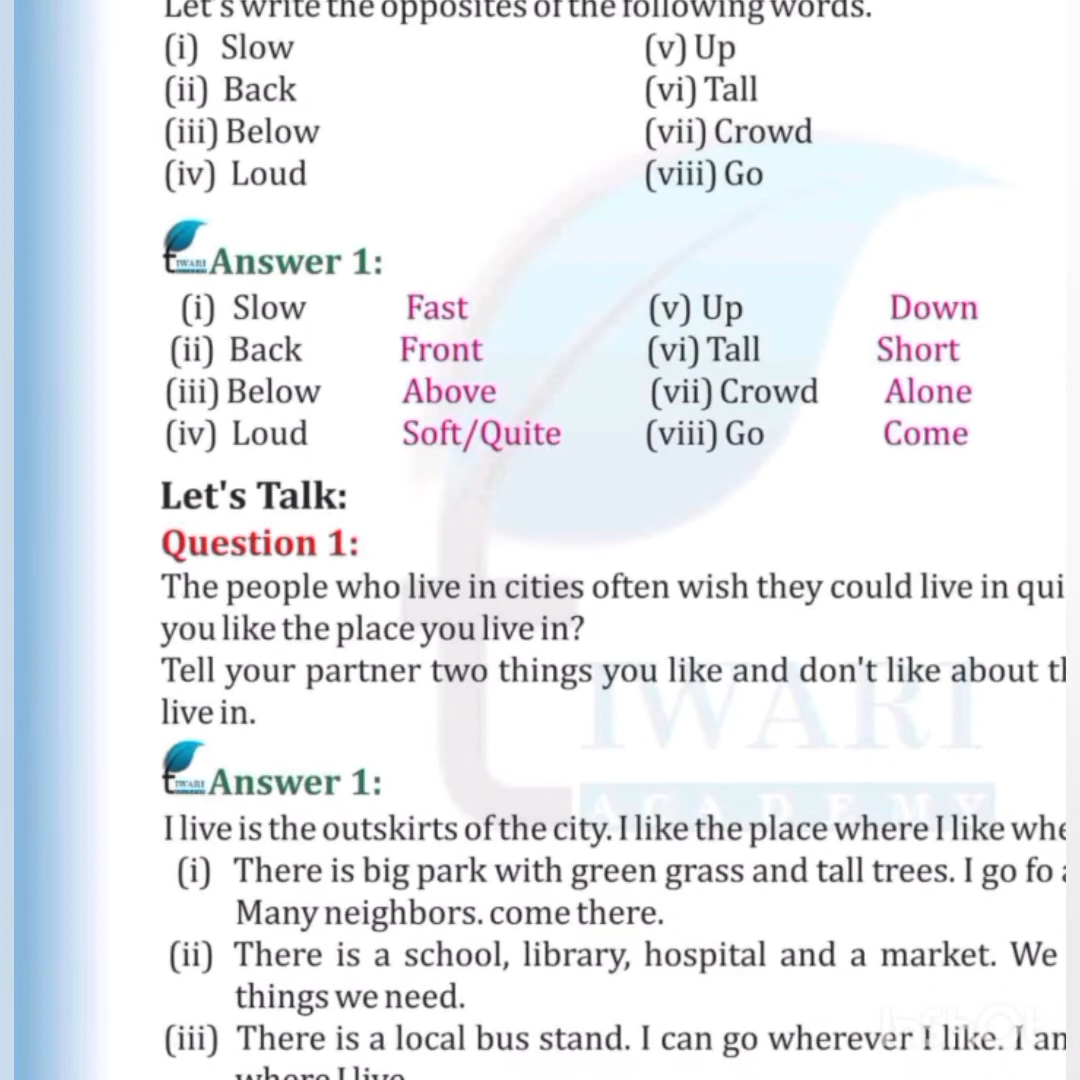 Let's write the opposites of the following words.
(i) Slow (v) Up
(ii) Back (vi) Tall
(iii) Below (vii) Crowd
(iv) Loud (viii) Go
TIWARI Answer 1:
(i) Slow Fast (v) Up Down
(ii) Back Front (vi) Tall Short
(iii) Below Above (vii) Crowd Alone
(iv) Loud Soft/Quite (viii) Go Come
Let's Talk:
Question 1:
The people who live in cities often wish they could live in qui
you like the place you live in?
Tell your partner two things you like and don't like about th
live in.
TIWARI
ACADEMY
TIWARI Answer 1:
I live is the outskirts of the city. I like the place where I like whe
(i) There is big park with green grass and tall trees. I go fo a
Many neighbors. come there.
(ii) There is a school, library, hospital and a market. We
things we need.
(iii) There is a local bus stand. I can go wherever I like. I am
where I live.